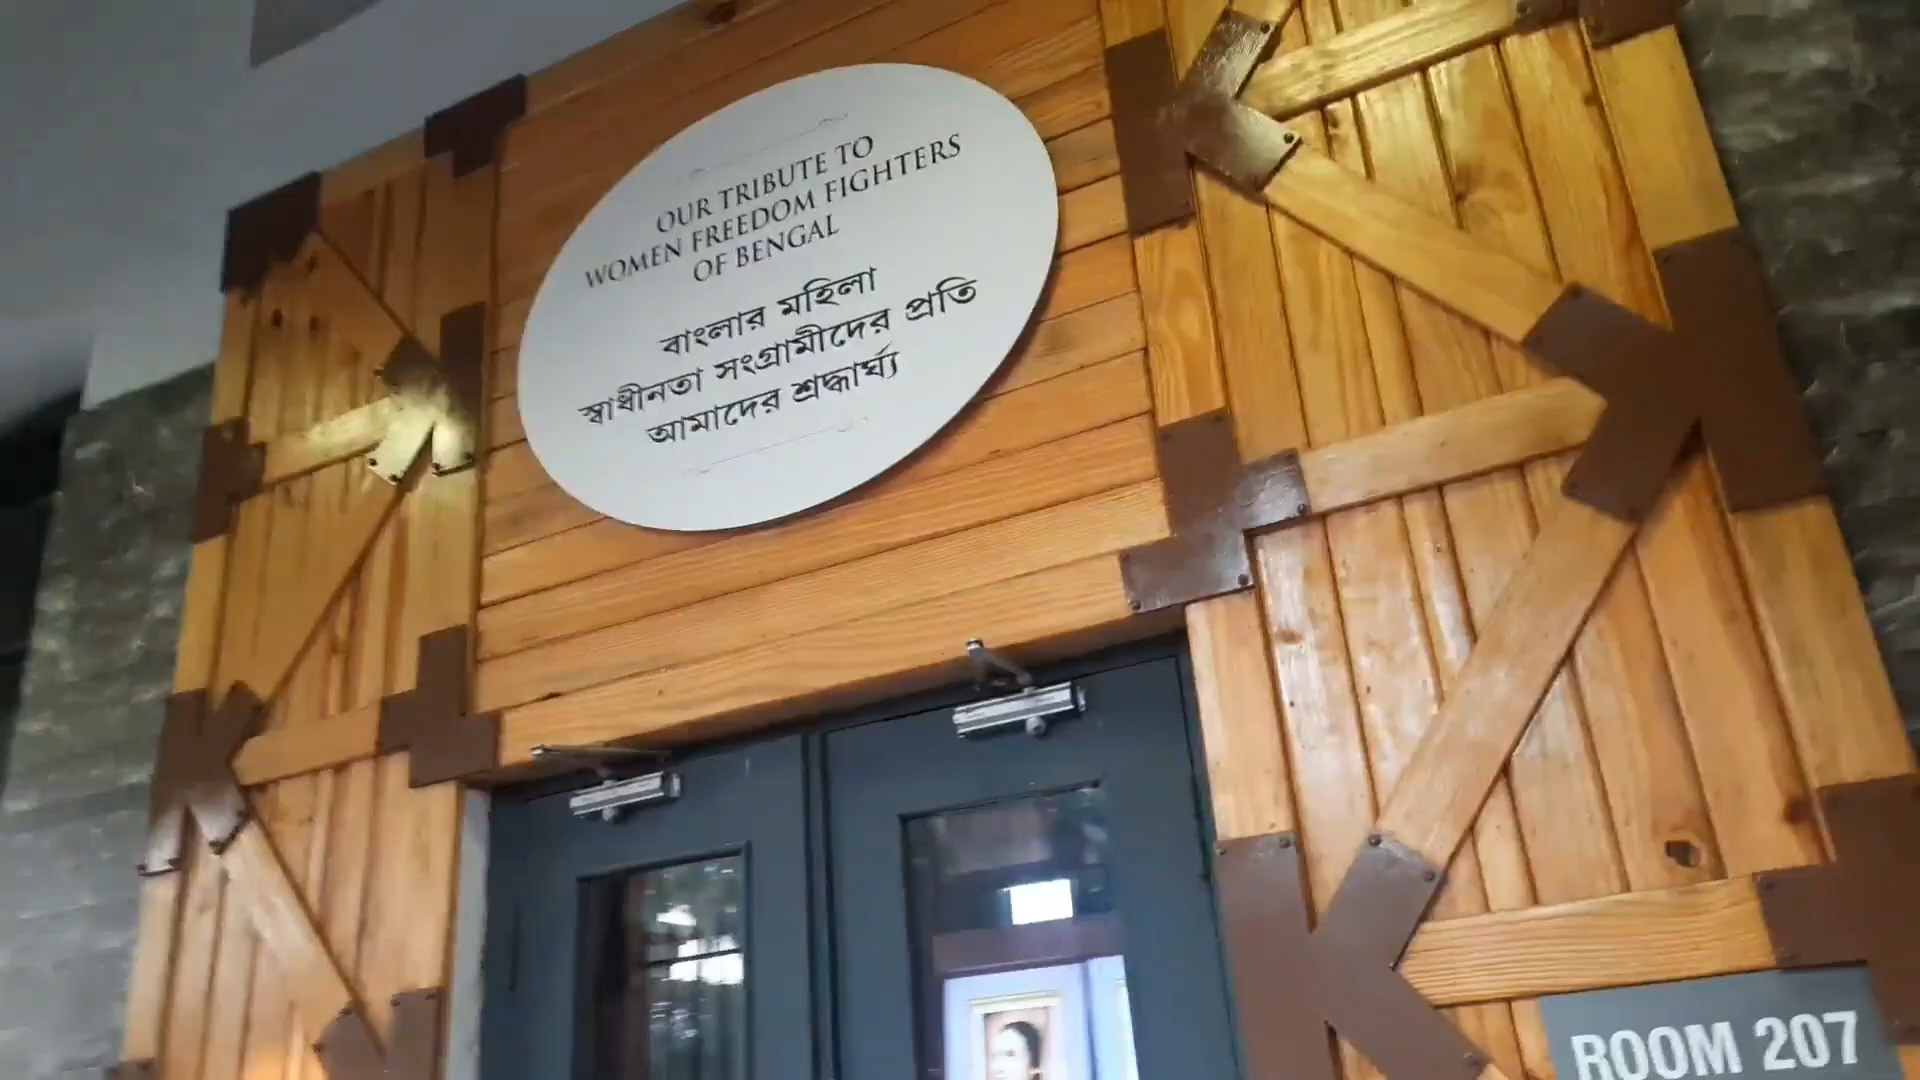 OUR TRIBUTE TO
WOMEN FREEDOM FIGHTERS
OF BENGAL
বাংলার মহিলা
স্বাধীনতা সংগ্রামীদের প্রতি
আমাদের শ্রদ্ধার্ঘ্য
ROOM 207